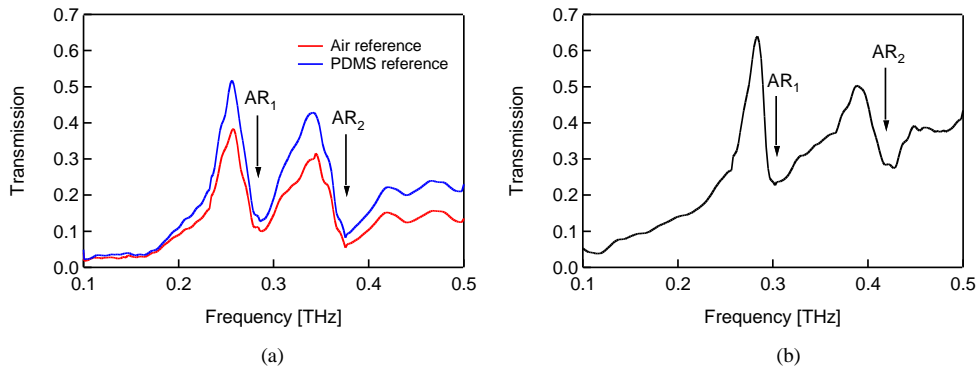 0.7
0.6
0.5
0.4
0.3
0.2
0.1
0.0
Transmission
Air reference
PDMS reference
AR1
AR2
0.1 0.2 0.3 0.4 0.5
Frequency [THz]
(a)
0.7
0.6
0.5
0.4
0.3
0.2
0.1
0.0
Transmission
AR1
AR2
0.1 0.2 0.3 0.4 0.5
Frequency [THz]
(b)